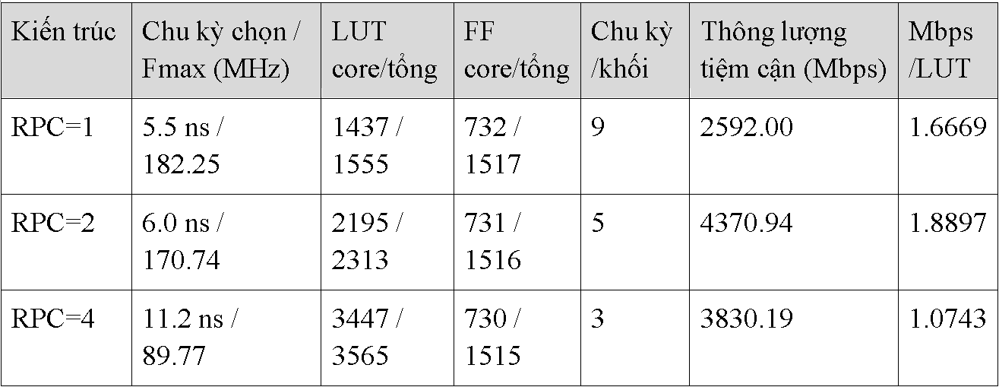 Kiến trúc
Chu kỳ chọn /
Fmax (MHz)
LUT
core/tổng
FF
core/tổng
Chu kỳ
/khối
Thông lượng
tiệm cận (Mbps)
Mbps
/LUT
RPC=1
5.5 ns /
182.25
1437 /
1555
732 /
1517
9
2592.00
1.6669
RPC=2
6.0 ns /
170.74
2195 /
2313
731 /
1516
5
4370.94
1.8897
RPC=4
11.2 ns /
89.77
3447 /
3565
730 /
1515
3
3830.19
1.0743